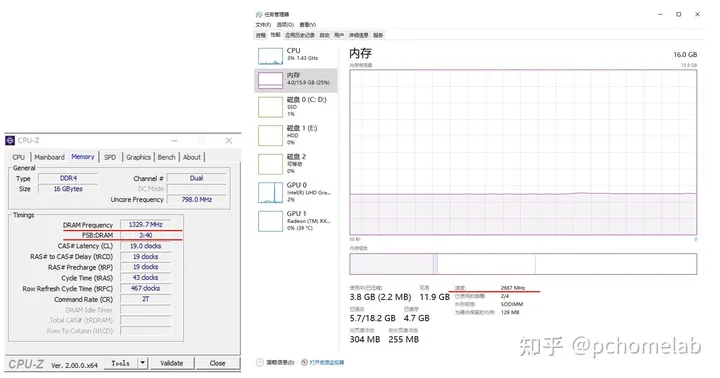 CPU-Z
CPU Mainboard Memory SPD Graphics Bench About
General
Type DDR4 Channel # Dual
Size 16 GBytes DC Mode
Uncore Frequency 798.0 MHz
Timings
DRAM Frequency 1329.7 MHz
FSB:DRAM 3:40
CAS# Latency (CL) 19.0 clocks
RAS# to CAS# Delay (tRCD) 19 clocks
RAS# Precharge (tRP) 19 clocks
Cycle Time (tRAS) 43 clocks
Row Refresh Cycle Time (tRFC) 467 clocks
Command Rate (CR) 2T
DRAM Idle Timer
Total CAS# (tRDRAM)
Row To Column (tRCD)
CPU-Z Ver. 2.00.0.x64 Tools Validate Close
任务管理器
文件(F) 选项(O) 查看(V)
进程 性能 应用历史记录 启动 用户 详细信息 服务
CPU
3% 1.43 GHz
内存
4.0/15.9 GB (25%)
磁盘 0 (C: D:)
SSD
1%
磁盘 1 (E:)
HDD
0%
磁盘 2
可移动
0%
GPU 0
Intel(R) UHD Gra...
2%
GPU 1
Radeon (TM) RX...
0% (39 °C)
内存 16.0 GB
内存使用量 15.9 GB
60 秒 0
内存组合
使用中(已压缩) 可用
3.8 GB (2.2 MB) 11.9 GB
已提交 已缓存
5.7/18.2 GB 4.7 GB
分页缓冲池 非分页缓冲池
304 MB 255 MB
速度: 2667 MHz
已使用的插槽: 2/4
外形规格: SODIMM
为硬件保留的内存: 129 MB
简略信息(D) 打开资源监视器
知乎 @pchomelab